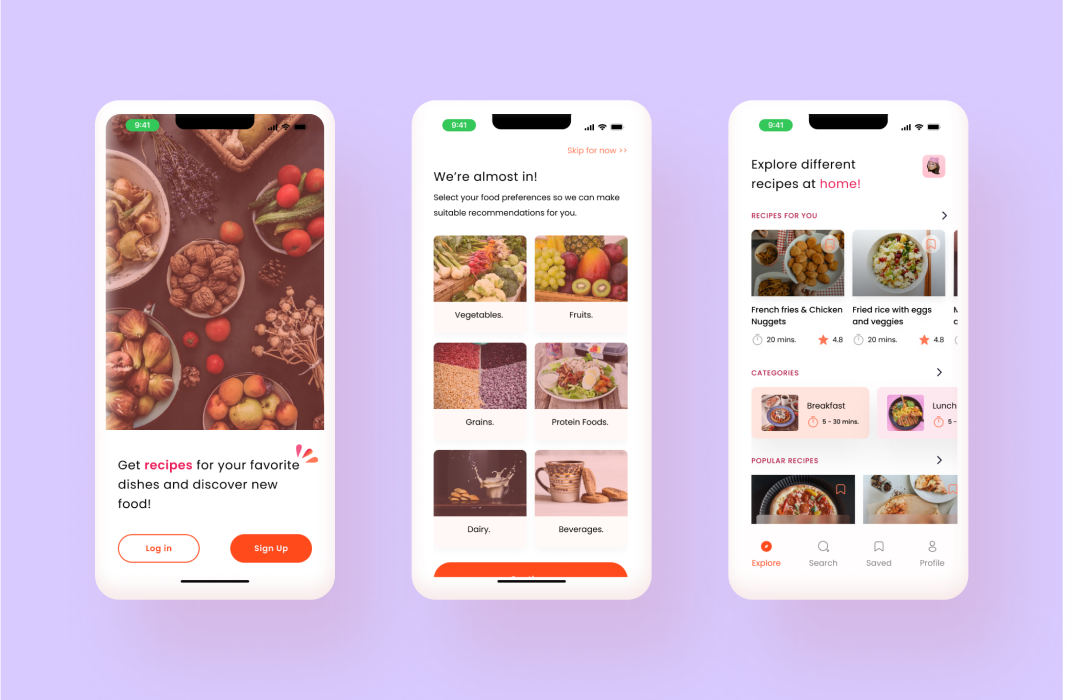 9:41
Get recipes for your favorite
dishes and discover new
food!
Log in
Sign Up
9:41
Skip for now >>
We're almost in!
Select your food preferences so we can make
suitable recommendations for you.
Vegetables.
Fruits.
Grains.
Protein Foods.
Dairy.
Beverages.
9:41
Explore different
recipes at home!
RECIPES FOR YOU
French fries & Chicken
Nuggets
20 mins.
4.8
Fried rice with eggs
and veggies
20 mins.
4.8
CATEGORIES
Breakfast
5 - 30 mins.
Lunch
5 -
POPULAR RECIPES
Explore
Search
Saved
Profile